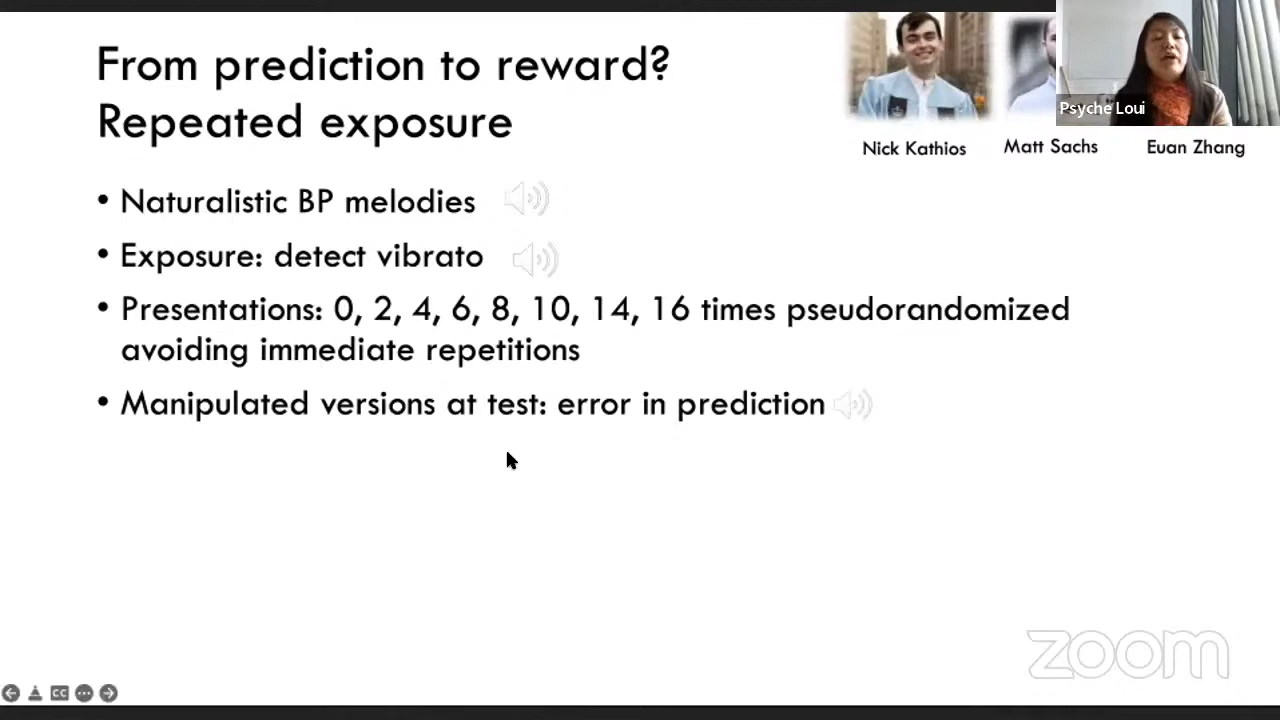 From prediction to reward?
Repeated exposure
Psyche Loui
Nick Kathios
Matt Sachs
Euan Zhang
• Naturalistic BP melodies
• Exposure: detect vibrato
• Presentations: 0, 2, 4, 6, 8, 10, 14, 16 times pseudorandomized
avoiding immediate repetitions
• Manipulated versions at test: error in prediction
zoom
CC